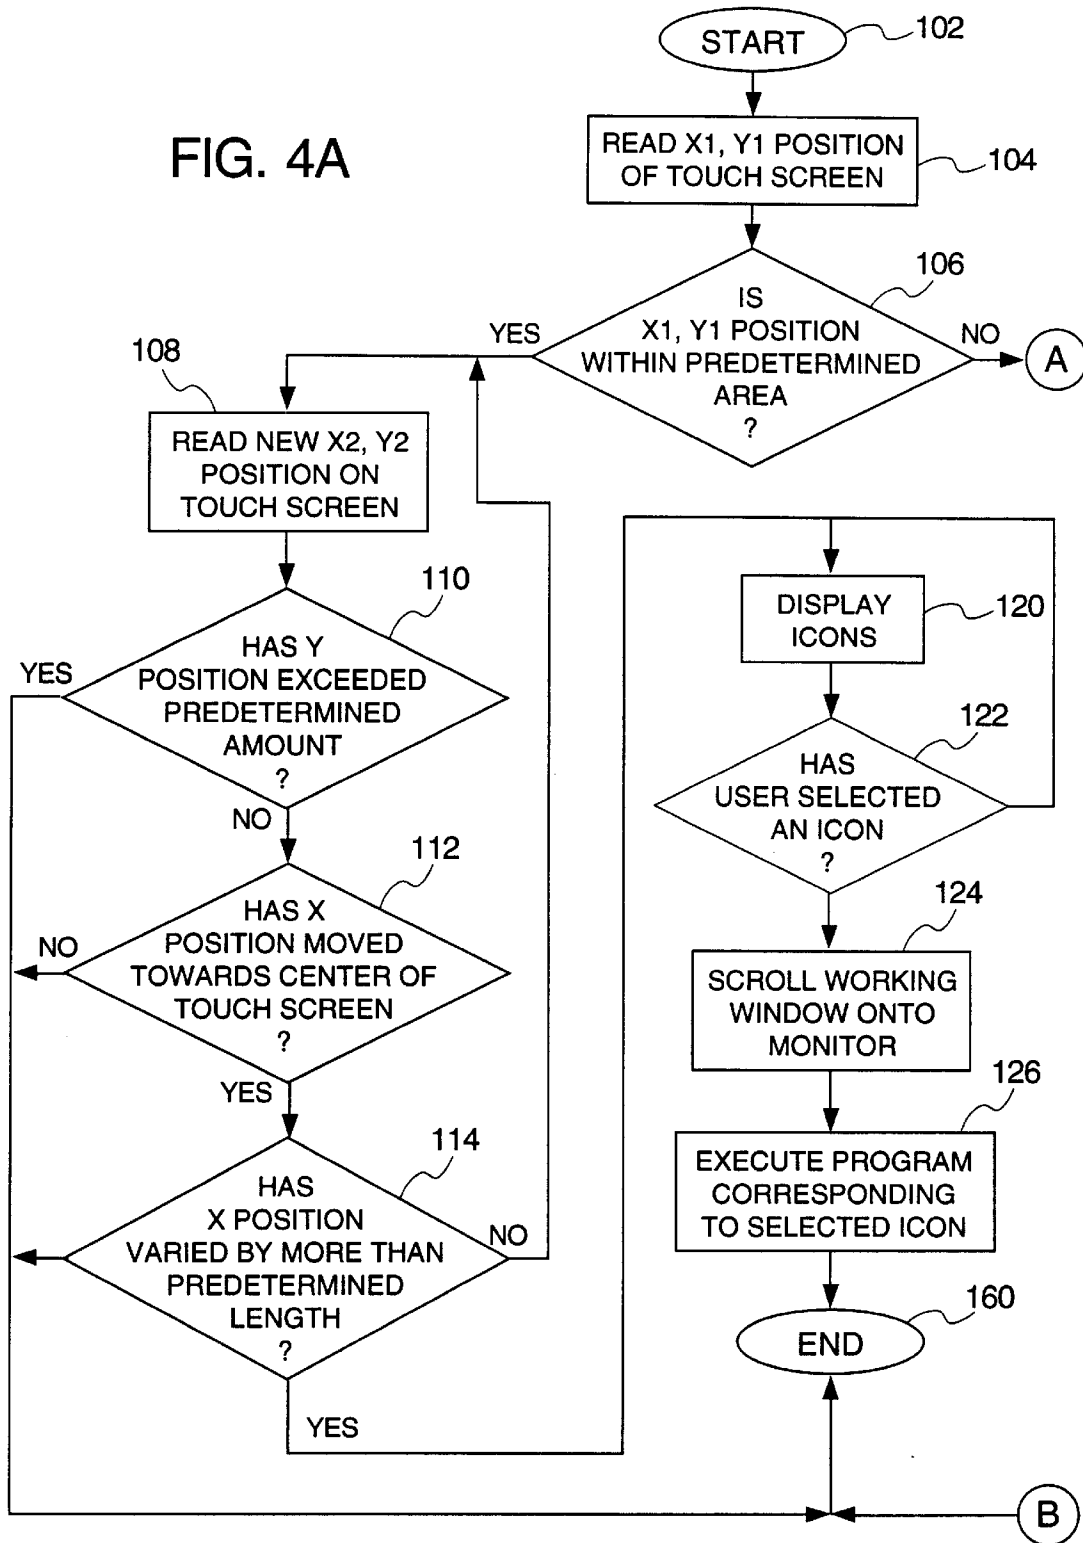 FIG. 4A
START
102
READ X1, Y1 POSITION
OF TOUCH SCREEN
104
106
IS
X1, Y1 POSITION
WITHIN PREDETERMINED
AREA
?
YES
NO
A
108
READ NEW X2, Y2
POSITION ON
TOUCH SCREEN
110
HAS Y
POSITION EXCEEDED
PREDETERMINED
AMOUNT
?
YES
NO
112
HAS X
POSITION MOVED
TOWARDS CENTER OF
TOUCH SCREEN
?
NO
YES
114
HAS
X POSITION
VARIED BY MORE THAN
PREDETERMINED
LENGTH
?
NO
YES
DISPLAY
ICONS
120
122
HAS
USER SELECTED
AN ICON
?
124
SCROLL WORKING
WINDOW ONTO
MONITOR
126
EXECUTE PROGRAM
CORRESPONDING
TO SELECTED ICON
160
END
B